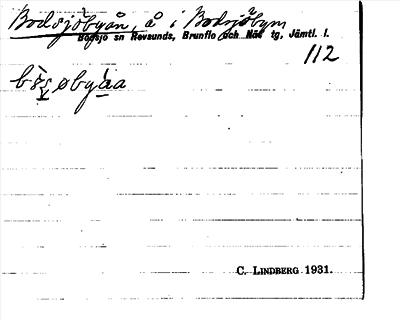 Bodsjöbyån, å i Bodsjöbyn
Bodsjö sn Revsunds, Brunflo och Näs tg, Jämtl. l.
112
C. LINDBERG 1931.